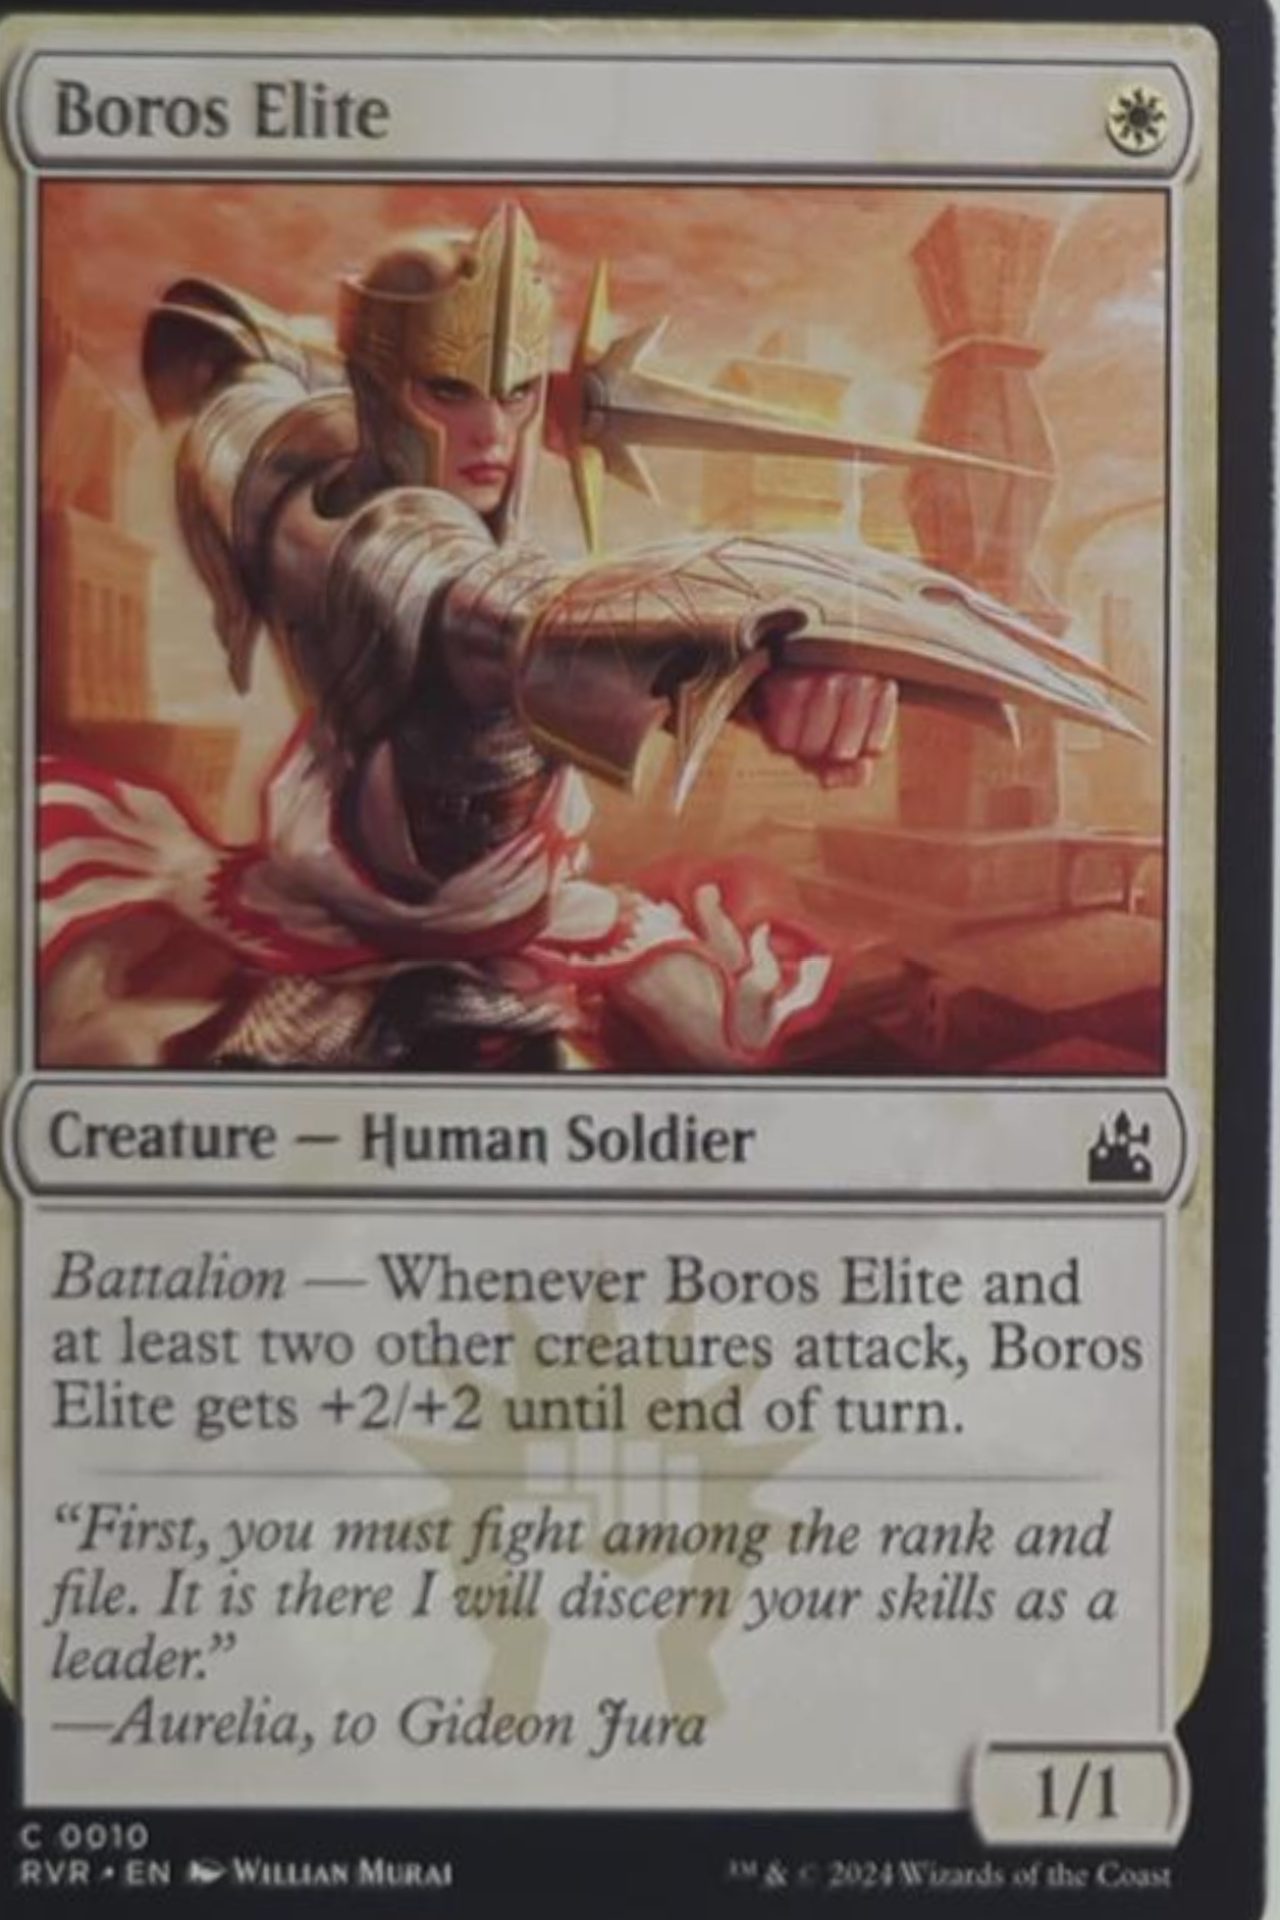 Boros Elite
Creature — Human Soldier
Battalion — Whenever Boros Elite and
at least two other creatures attack, Boros
Elite gets +2/+2 until end of turn.
“First, you must fight among the rank and
file. It is there I will discern your skills as a
leader.”
—Aurelia, to Gideon Jura
1/1
C 0010
RVR • EN WILLIAN MURAI
™ & © 2024 Wizards of the Coast